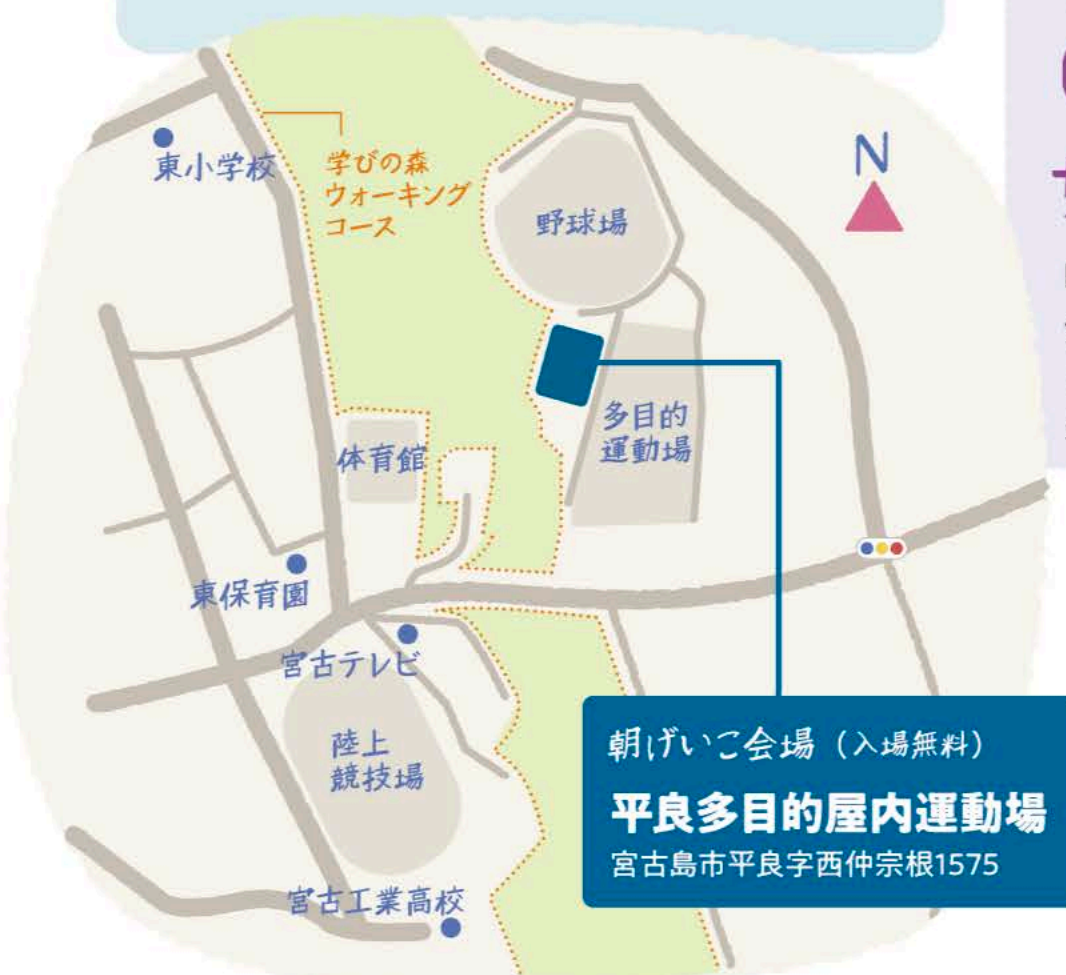 東小学校
学びの森
ウォーキング
コース
野球場
N
体育館
多目的
運動場
東保育園
宮古テレビ
陸上
競技場
宮古工業高校
朝げいこ会場（入場無料）
平良多目的屋内運動場
宮古島市平良字西仲宗根1575